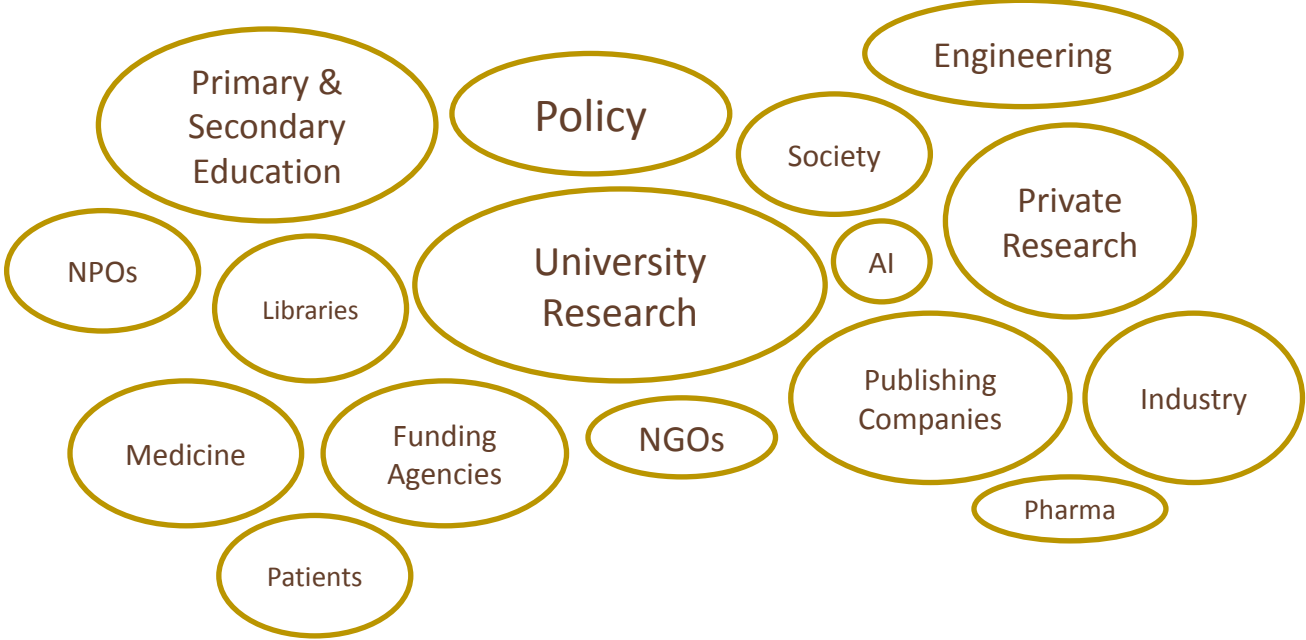 Engineering
Primary &
Secondary
Education
Policy
Society
Private
Research
University
Research
AI
NPOs
Libraries
Publishing
Companies
Industry
Medicine
Funding
Agencies
NGOs
Pharma
Patients